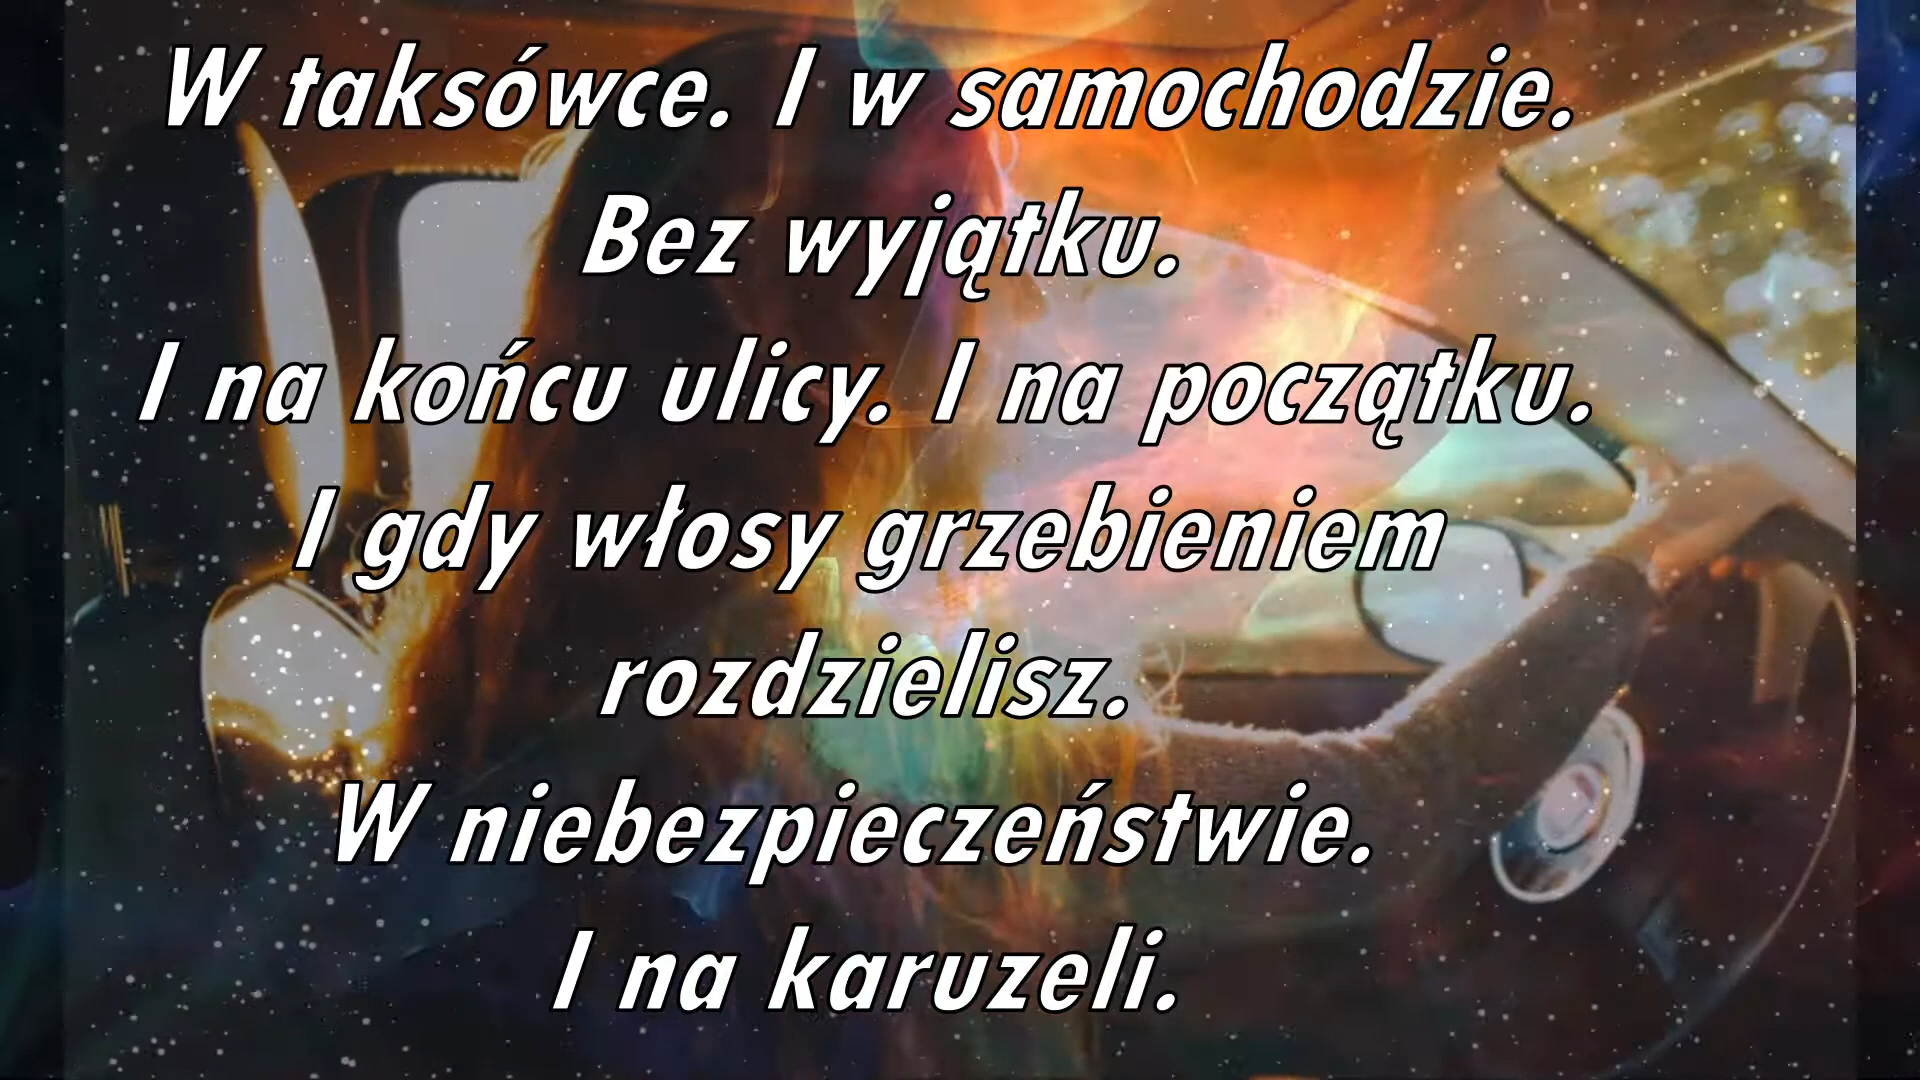 W taksówce. I w samochodzie.
Bez wyjątku.
I na końcu ulicy. I na początku.
I gdy włosy grzebieniem
rozdzielisz.
W niebezpieczeństwie.
I na karuzeli.